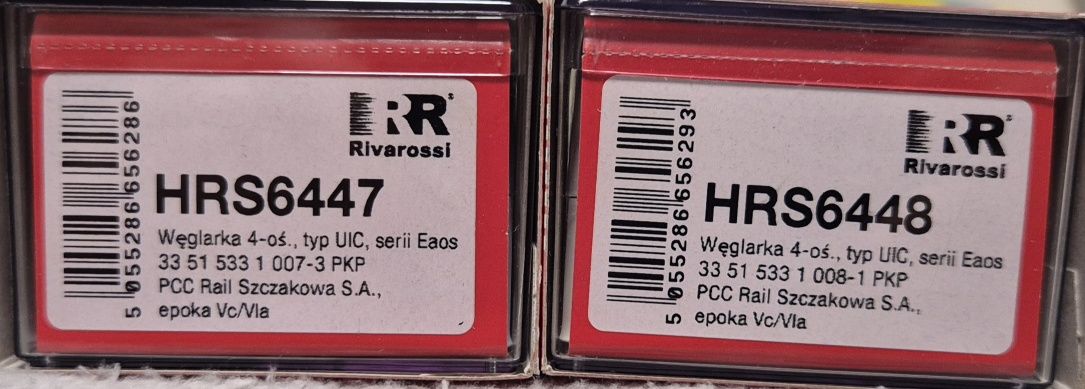 RR
Rivarossi
HRS6447
Węglarka 4-oś., typ UIC, serii Eaos
33 51 533 1 007-3 PKP
PCC Rail Szczakowa S.A.,
epoka Vc/VIa
5 055286 656286
RR
Rivarossi
HRS6448
Węglarka 4-oś., typ UIC, serii Eaos
33 51 533 1 008-1 PKP
PCC Rail Szczakowa S.A.,
epoka Vc/VIa
5 055286 656293